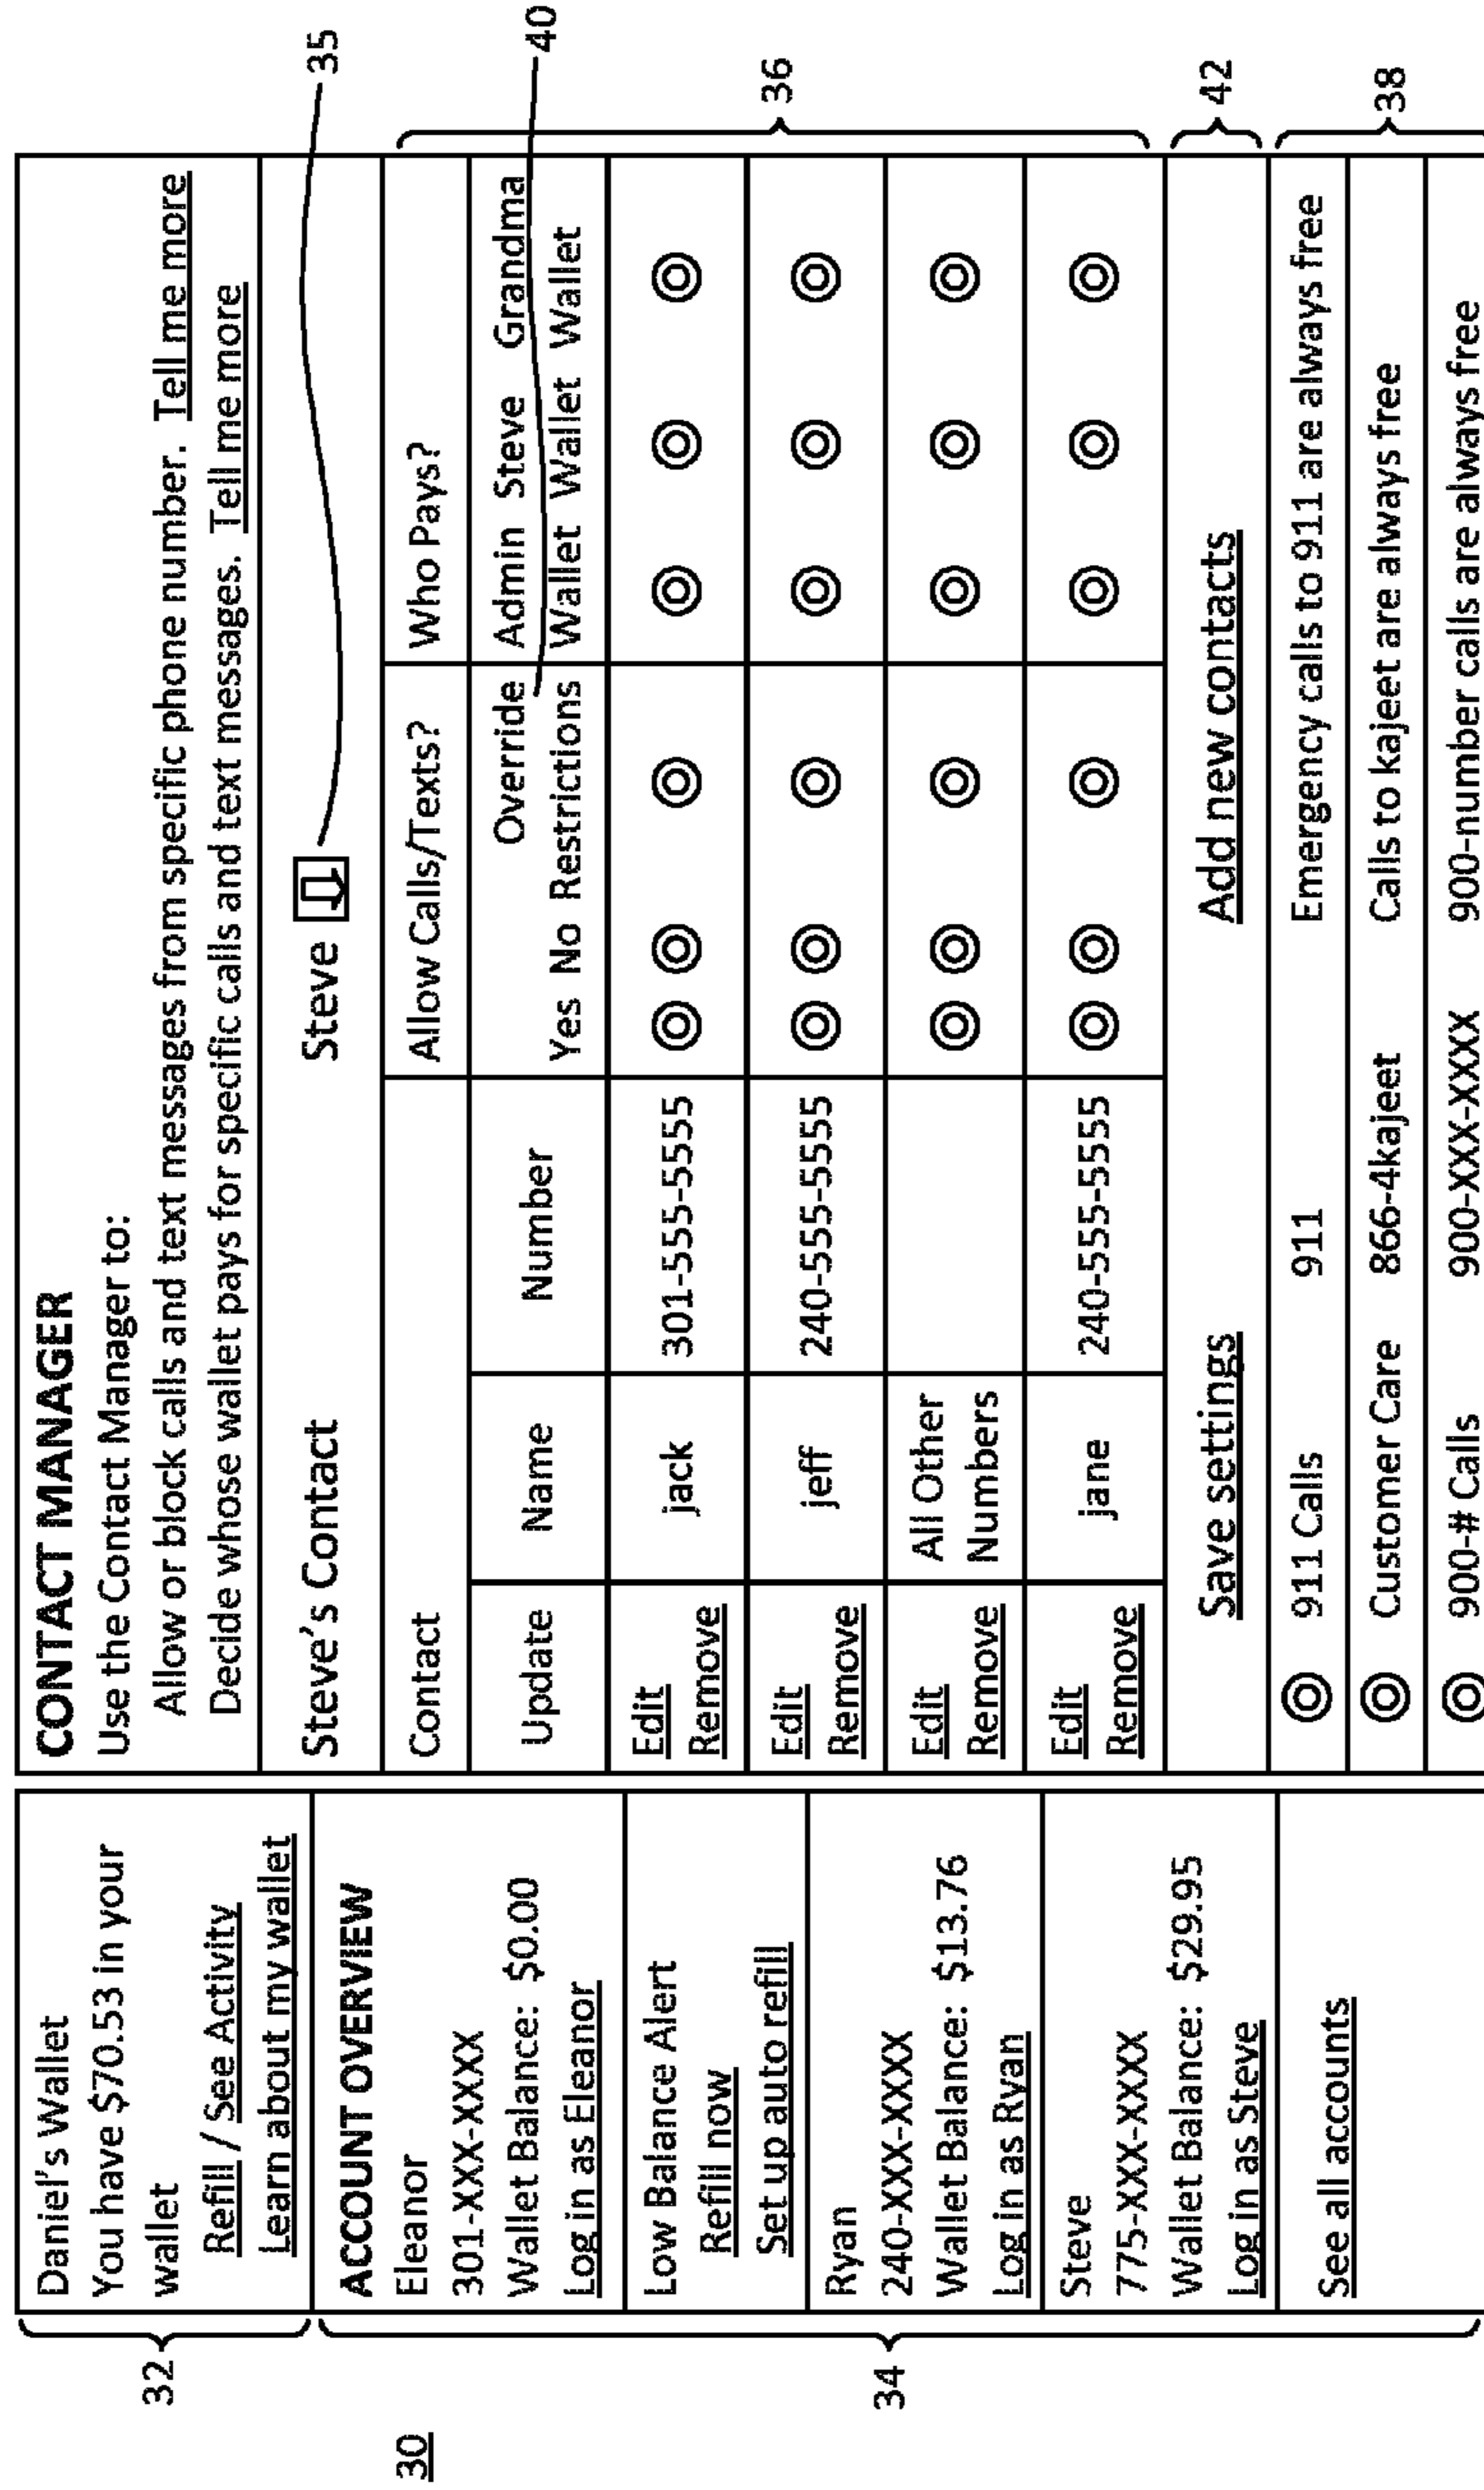 30
32
Daniel's Wallet
You have $70.53 in your
wallet
Refill / See Activity
Learn about my wallet
34
ACCOUNT OVERVIEW
Eleanor
301-XXX-XXXX
Wallet Balance: $0.00
Log in as Eleanor
Low Balance Alert
Refill now
Set up auto refill
Ryan
240-XXX-XXXX
Wallet Balance: $13.76
Log in as Ryan
Steve
775-XXX-XXXX
Wallet Balance: $29.95
Log in as Steve
See all accounts
CONTACT MANAGER
Use the Contact Manager to:
Allow or block calls and text messages from specific phone number. Tell me more
Decide whose wallet pays for specific calls and text messages. Tell me more
Steve's Contact Steve 35
Contact Allow Calls/Texts? Who Pays?
Override Admin Steve Grandma 40
Update Name Number Yes No Restrictions Wallet Wallet Wallet
Edit
Remove jack 301-555-5555
Edit
Remove jeff 240-555-5555
36
Edit All Other
Remove Numbers
Edit
Remove jane 240-555-5555
Save settings Add new contacts 42
911 Calls 911 Emergency calls to 911 are always free
Customer Care 866-4kajeet Calls to kajeet are always free 38
900-# Calls 900-XXX-XXXX 900-number calls are always free